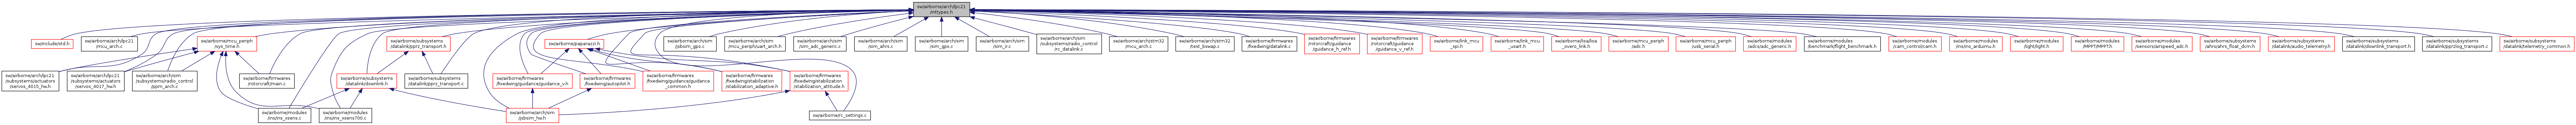 sw/airborne/arch/lpc21
/inttypes.h
sw/include/std.h
sw/airborne/arch/lpc21
/mcu_arch.c
sw/airborne/mcu_periph
/sys_time.h
sw/airborne/subsystems
/datalink/pprz_transport.h
sw/airborne/paparazzi.h
sw/airborne/arch/sim
/jsbsim_gps.c
sw/airborne/arch/sim
/mcu_periph/uart_arch.h
sw/airborne/arch/sim
/sim_adc_generic.c
sw/airborne/arch/sim
/sim_ahrs.c
sw/airborne/arch/sim
/sim_gps.c
sw/airborne/arch/sim
/sim_ir.c
sw/airborne/arch/sim
/subsystems/radio_control
/rc_datalink.c
sw/airborne/arch/stm32
/mcu_arch.c
sw/airborne/arch/stm32
/test_bswap.c
sw/airborne/firmwares
/fixedwing/datalink.c
sw/airborne/firmwares
/rotorcraft/guidance
/guidance_h_ref.h
sw/airborne/firmwares
/rotorcraft/guidance
/guidance_v_ref.h
sw/airborne/link_mcu
_spi.h
sw/airborne/link_mcu
_usart.h
sw/airborne/lisa/lisa
_overo_link.h
sw/airborne/mcu_periph
/adc.h
sw/airborne/mcu_periph
/usb_serial.h
sw/airborne/modules
/adcs/adc_generic.h
sw/airborne/modules
/benchmark/flight_benchmark.h
sw/airborne/modules
/cam_control/cam.h
sw/airborne/modules
/ins/ins_arduimu.h
sw/airborne/modules
/light/light.h
sw/airborne/modules
/MPPT/MPPT.h
sw/airborne/modules
/sensors/airspeed_adc.h
sw/airborne/subsystems
/ahrs/ahrs_float_dcm.h
sw/airborne/subsystems
/datalink/audio_telemetry.h
sw/airborne/subsystems
/datalink/downlink_transport.h
sw/airborne/subsystems
/datalink/pprzlog_transport.c
sw/airborne/subsystems
/datalink/telemetry_common.h
sw/airborne/arch/lpc21
/subsystems/actuators
/servos_4015_hw.h
sw/airborne/arch/lpc21
/subsystems/actuators
/servos_4017_hw.h
sw/airborne/arch/sim
/subsystems/radio_control
/ppm_arch.c
sw/airborne/firmwares
/rotorcraft/main.c
sw/airborne/subsystems
/datalink/downlink.h
sw/airborne/subsystems
/datalink/pprz_transport.c
sw/airborne/firmwares
/fixedwing/guidance/guidance_v.h
sw/airborne/firmwares
/fixedwing/autopilot.h
sw/airborne/firmwares
/fixedwing/guidance/guidance
_common.h
sw/airborne/firmwares
/fixedwing/stabilization
/stabilization_adaptive.h
sw/airborne/firmwares
/fixedwing/stabilization
/stabilization_attitude.h
sw/airborne/modules
/ins/ins_xsens.c
sw/airborne/modules
/ins/ins_xsens700.c
sw/airborne/arch/sim
/jsbsim_hw.h
sw/airborne/rc_settings.c